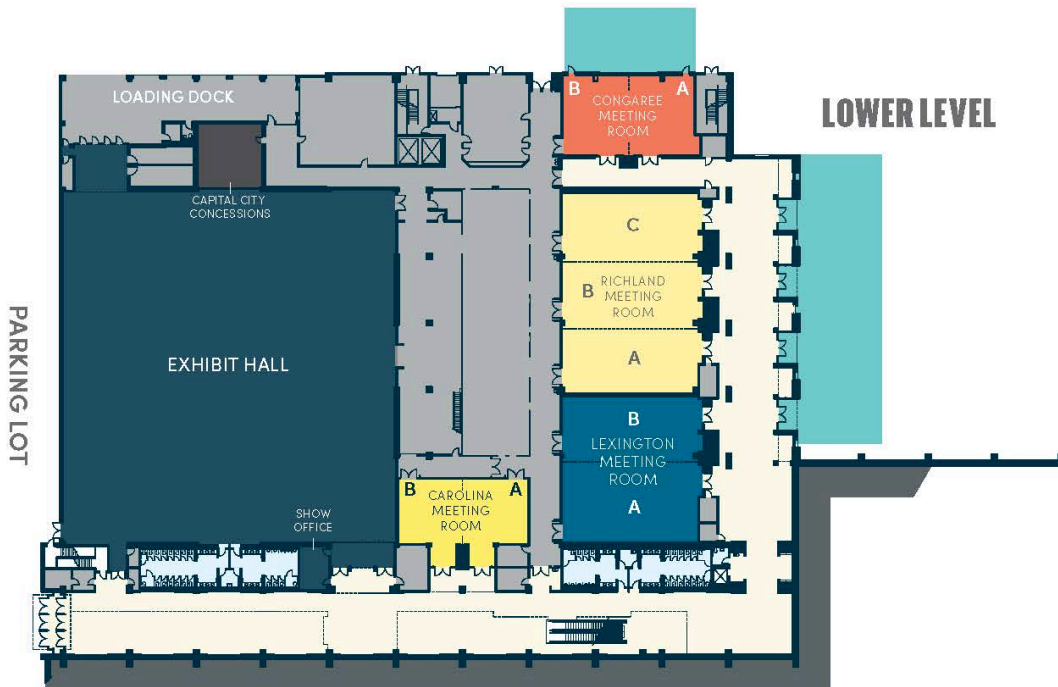 LOADING DOCK
B
A
CONGAREE
MEETING
ROOM
LOWER LEVEL
CAPITAL CITY
CONCESSIONS
C
B
RICHLAND
MEETING
ROOM
A
PARKING LOT
EXHIBIT HALL
B
LEXINGTON
MEETING
ROOM
A
B
A
CAROLINA
MEETING
ROOM
SHOW
OFFICE